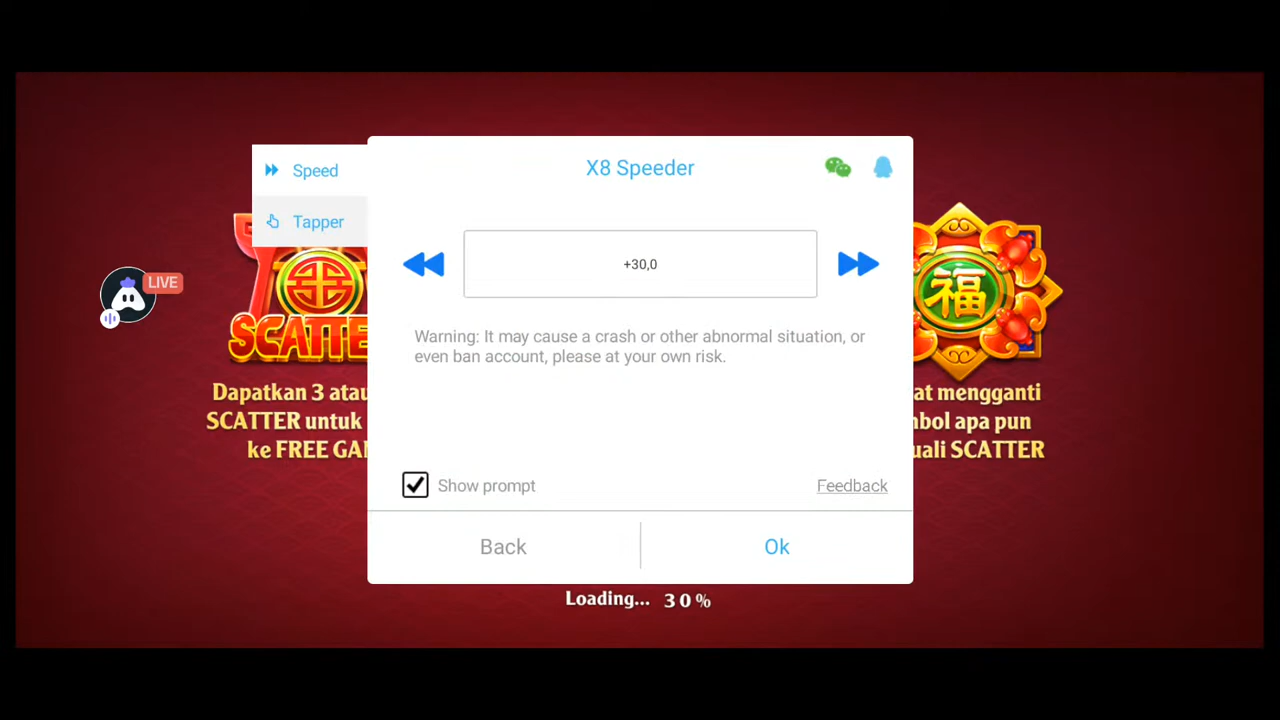 Speed
Tapper
X8 Speeder
+30,0
Warning: It may cause a crash or other abnormal situation, or
even ban account, please at your own risk.
Show prompt
Feedback
Back
Ok
LIVE
SCATTE
Dapatkan 3 atau
SCATTER untuk
ke FREE GA
福
at mengganti
bol apa pun
uali SCATTER
Loading... 30%